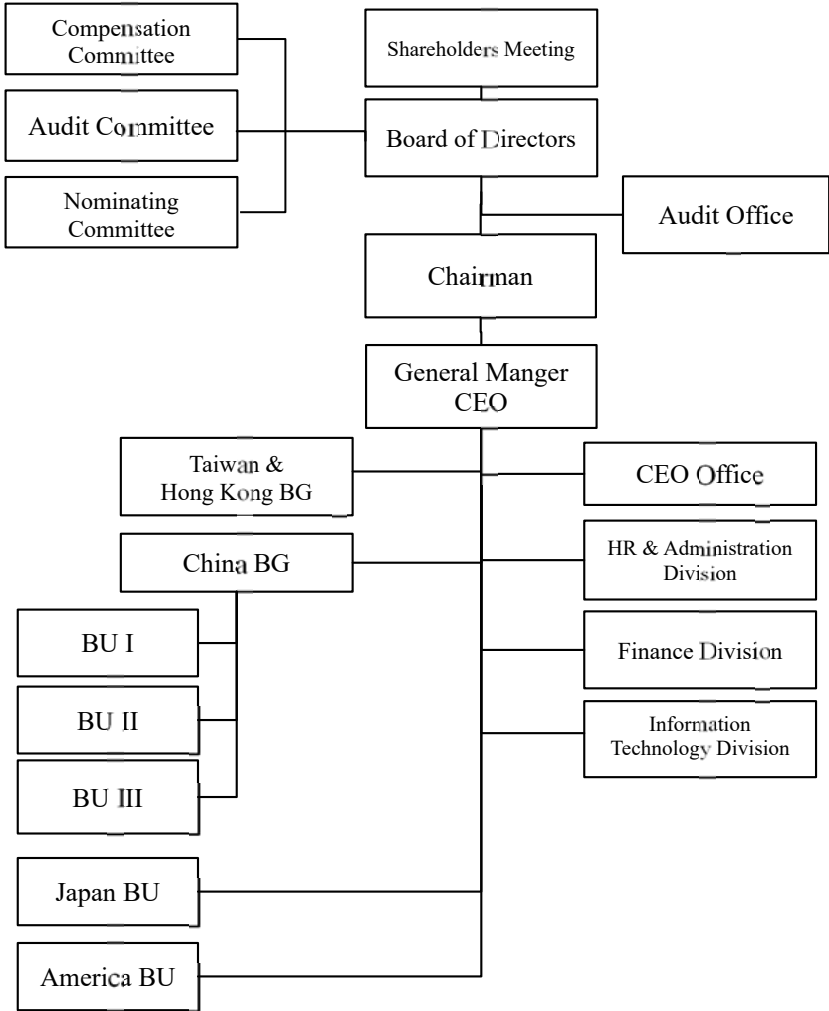 Compensation
Committee
Shareholders Meeting
Audit Committee
Board of Directors
Nominating
Committee
Audit Office
Chairman
General Manger
CEO
Taiwan &
Hong Kong BG
CEO Office
China BG
HR & Administration
Division
BU I
Finance Division
BU II
Information
Technology Division
BU III
Japan BU
America BU